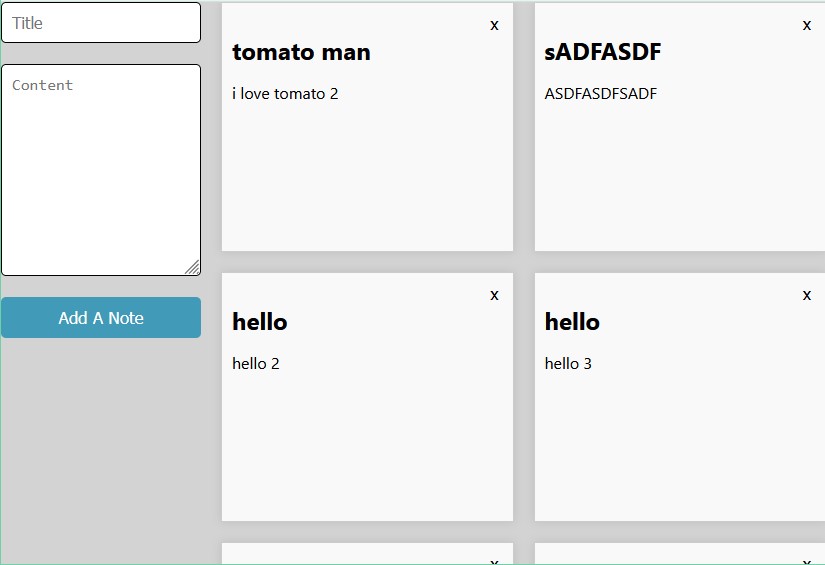 Title
Content
Add A Note
x
tomato man
i love tomato 2
x
sADFASDF
ASDFASDFSADF
x
hello
hello 2
x
hello
hello 3
x
x